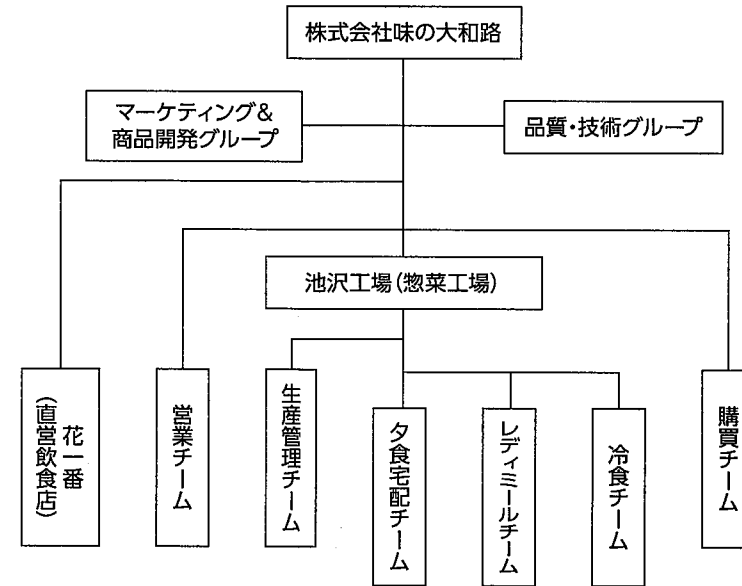 株式会社味の大和路
マーケティング&
商品開発グループ
品質・技術グループ
池沢工場(惣菜工場)
花一番
(直営飲食店)
営業チーム
生産管理チーム
夕食宅配チーム
レディミールチーム
冷食チーム
購買チーム